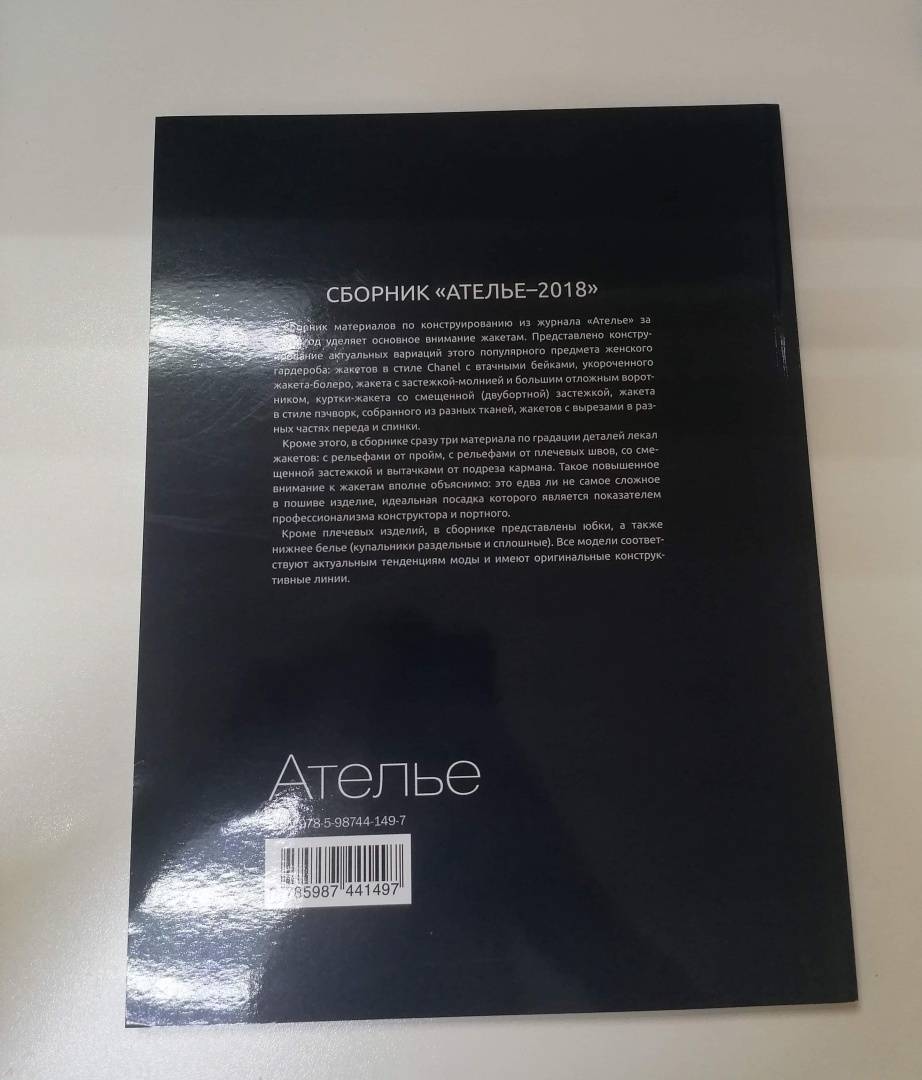 СБОРНИК «АТЕЛЬЕ–2018»
Сборник материалов по конструированию из журнала «Ателье» за
год уделяет основное внимание жакетам. Представлено констру-
ирование актуальных вариаций этого популярного предмета женского
гардероба: жакетов в стиле Chanel с втачными бейками, укороченного
жакета-болеро, жакета с застежкой-молнией и большим отложным ворот-
ником, куртки-жакета со смещенной (двубортной) застежкой, жакета
в стиле пэчворк, собранного из разных тканей, жакетов с вырезами в раз-
ных частях переда и спинки.
Кроме этого, в сборнике сразу три материала по градации деталей лекал
жакетов: с рельефами от пройм, с рельефами от плечевых швов, со сме-
щенной застежкой и вытачками от подреза кармана. Такое повышенное
внимание к жакетам вполне объяснимо: это едва ли не самое сложное
в пошиве изделие, идеальная посадка которого является показателем
профессионализма конструктора и портного.
Кроме плечевых изделий, в сборнике представлены юбки, а также
нижнее белье (купальники раздельные и сплошные). Все модели соответ-
ствуют актуальным тенденциям моды и имеют оригинальные конструк-
тивные линии.
Ателье
978-5-98744-149-7
785987 441497